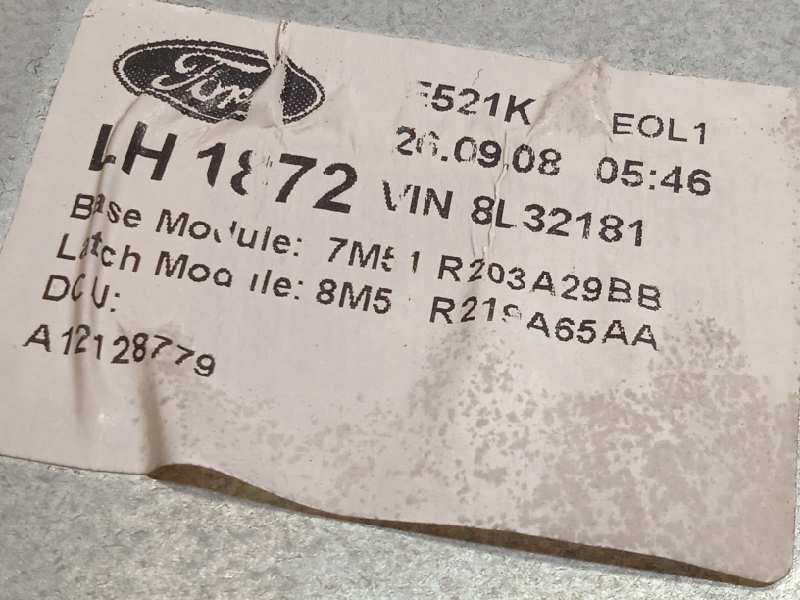 Ford
521K EOL1
26.09.08 05:46
LH 1872 VIN 8L32181
Base Module: 7M51 R203A29BB
Latch Module: 8M5 R219A65AA
DCU:
A12128779